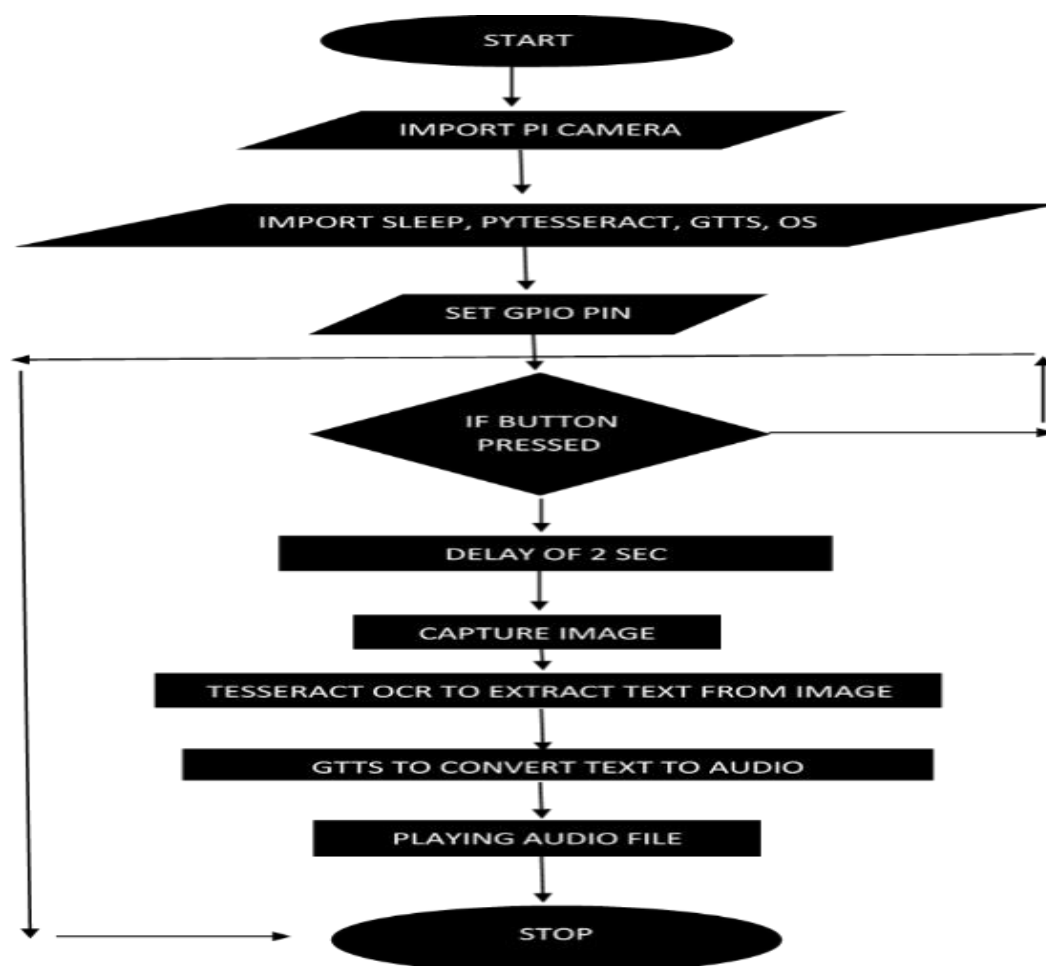 START
IMPORT PI CAMERA
IMPORT SLEEP, PYTESSERACT, GTTS, OS
SET GPIO PIN
IF BUTTON
PRESSED
DELAY OF 2 SEC
CAPTURE IMAGE
TESSERACT OCR TO EXTRACT TEXT FROM IMAGE
GTTS TO CONVERT TEXT TO AUDIO
PLAYING AUDIO FILE
STOP